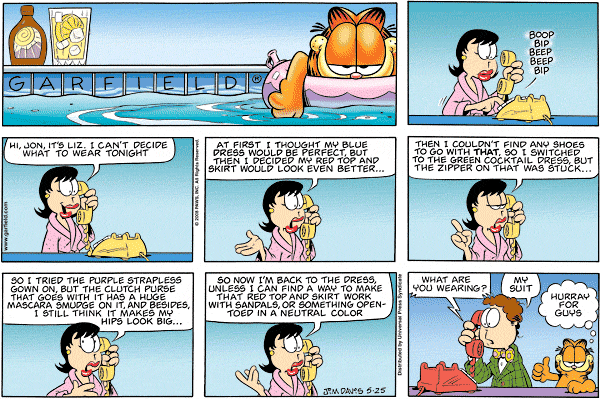 GARFIELD ®
BOOP
BIP
BEEP
BEEP
BIP
HI, JON, IT'S LIZ. I CAN'T DECIDE
WHAT TO WEAR TONIGHT
www.garfield.com
© 2008 PAWS, INC. All Rights Reserved.
AT FIRST I THOUGHT MY BLUE
DRESS WOULD BE PERFECT, BUT
THEN I DECIDED MY RED TOP AND
SKIRT WOULD LOOK EVEN BETTER...
THEN I COULDN'T FIND ANY SHOES
TO GO WITH THAT, SO I SWITCHED
TO THE GREEN COCKTAIL DRESS, BUT
THE ZIPPER ON THAT WAS STUCK...
SO I TRIED THE PURPLE STRAPLESS
GOWN ON, BUT THE CLUTCH PURSE
THAT GOES WITH IT HAS A HUGE
MASCARA SMUDGE ON IT, AND BESIDES,
I STILL THINK IT MAKES MY
HIPS LOOK BIG...
SO NOW I'M BACK TO THE DRESS,
UNLESS I CAN FIND A WAY TO MAKE
THAT RED TOP AND SKIRT WORK
WITH SANDALS, OR SOMETHING OPEN-
TOED IN A NEUTRAL COLOR
JIM DAVIS 5-25
Distributed by Universal Press Syndicate
WHAT ARE
YOU WEARING?
MY
SUIT
HURRAY
FOR
GUYS